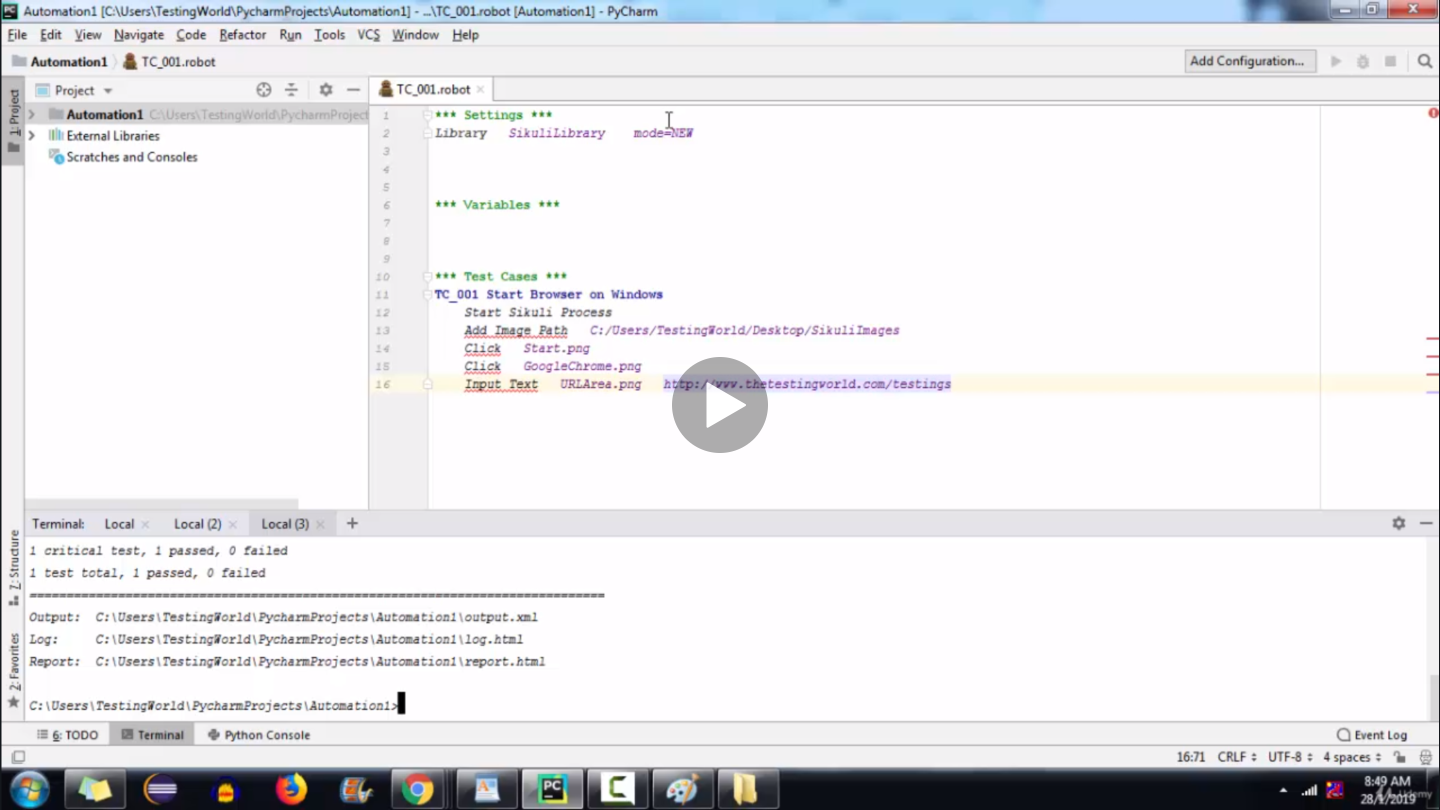 Automation1 [C:\Users\TestingWorld\PycharmProjects\Automation1] - ...\TC_001.robot [Automation1] - PyCharm
File Edit View Navigate Code Refactor Run Tools VCS Window Help
Automation1 TC_001.robot Add Configuration...
1: Project
Project
TC_001.robot
Automation1 C:\Users\TestingWorld\PycharmProject
External Libraries
Scratches and Consoles
1 *** Settings ***
2 Library SikuliLibrary mode=NEW
3
4
5
6 *** Variables ***
7
8
9
10 *** Test Cases ***
11 TC_001 Start Browser on Windows
12 Start Sikuli Process
13 Add Image Path C:/Users/TestingWorld/Desktop/SikuliImages
14 Click Start.png
15 Click GoogleChrome.png
16 Input Text URLArea.png http://www.thetestingworld.com/testings
Terminal: Local Local (2) Local (3)
7: Structure
2: Favorites
1 critical test, 1 passed, 0 failed
1 test total, 1 passed, 0 failed
==============================================================================
Output: C:\Users\TestingWorld\PycharmProjects\Automation1\output.xml
Log: C:\Users\TestingWorld\PycharmProjects\Automation1\log.html
Report: C:\Users\TestingWorld\PycharmProjects\Automation1\report.html
C:\Users\TestingWorld\PycharmProjects\Automation1>
6: TODO Terminal Python Console Event Log
16:71 CRLF UTF-8 4 spaces
PC
8:49 AM
28/1/2019
Udemy